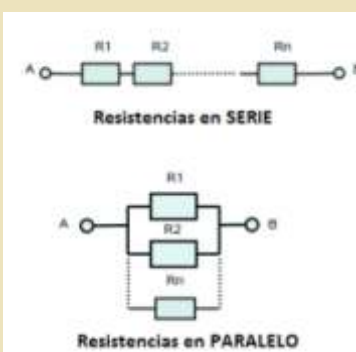 R1 R2 Rn
A B
Resistencias en SERIE
R1
A R2 B
Rn
Resistencias en PARALELO